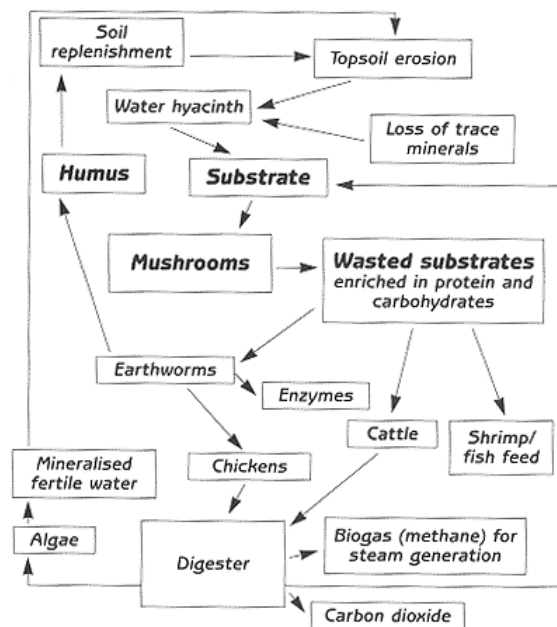 Soil
replenishment
Topsoil erosion
Water hyacinth
Loss of trace
minerals
Humus
Substrate
Mushrooms
Wasted substrates
enriched in protein and
carbohydrates
Earthworms
Enzymes
Cattle
Shrimp/
fish feed
Chickens
Mineralised
fertile water
Algae
Digester
Biogas (methane) for
steam generation
Carbon dioxide